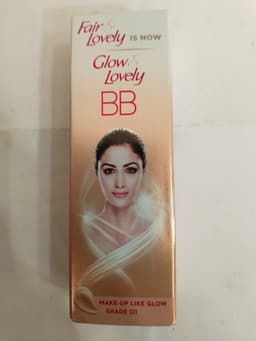 Fair & Lovely IS NOW
Glow & Lovely
BB
MAKE-UP LIKE GLOW
SHADE 01